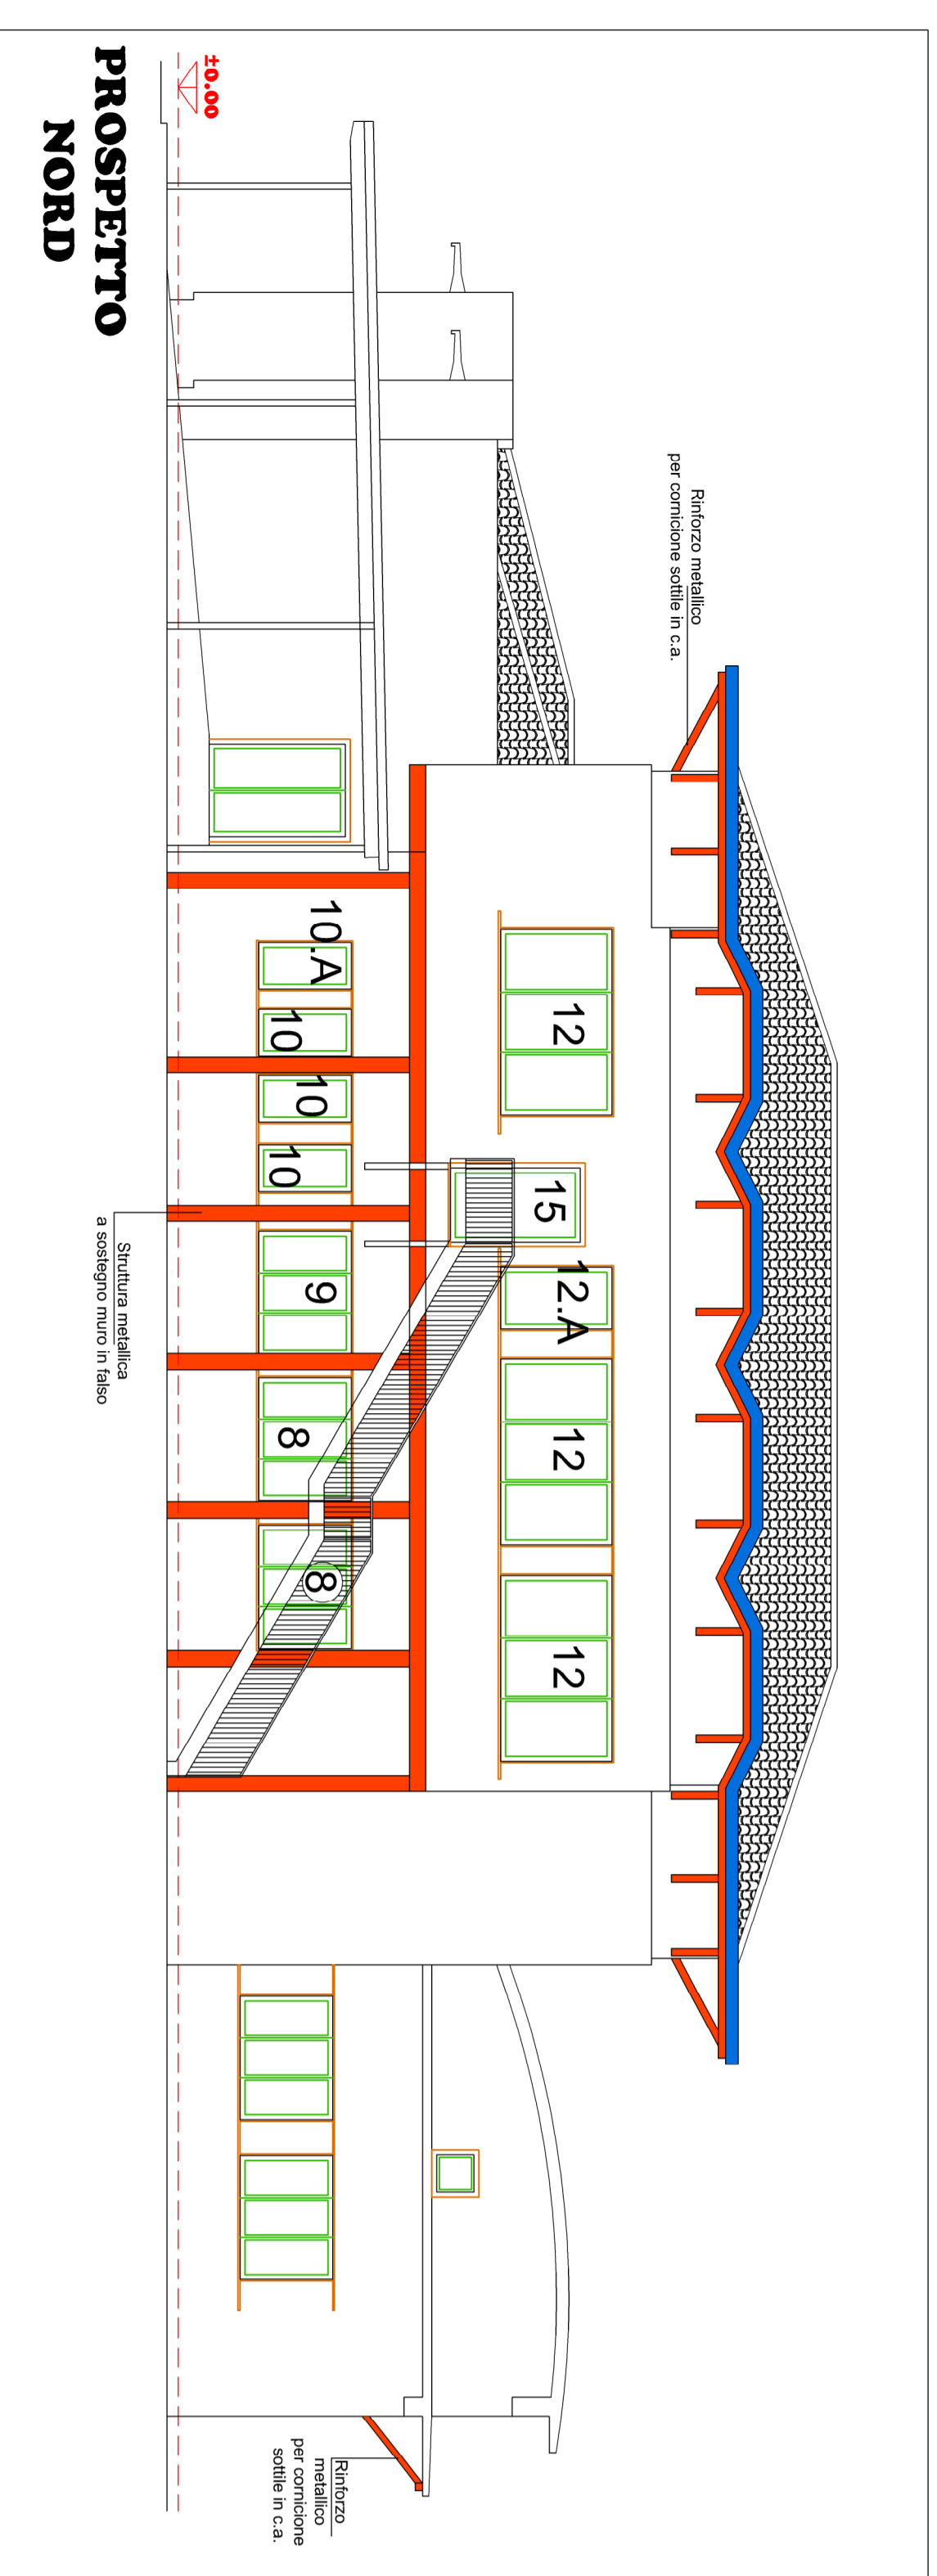 PROSPETTO
NORD
±0.00
Rinforzo metallico
per cornicione sottile in c.a.
12
15
12.A
12
12
10.A
10
10
10
9
8
8
Struttura metallica
a sostegno muro in falso
Rinforzo
metallico
per cornicione
sottile in c.a.